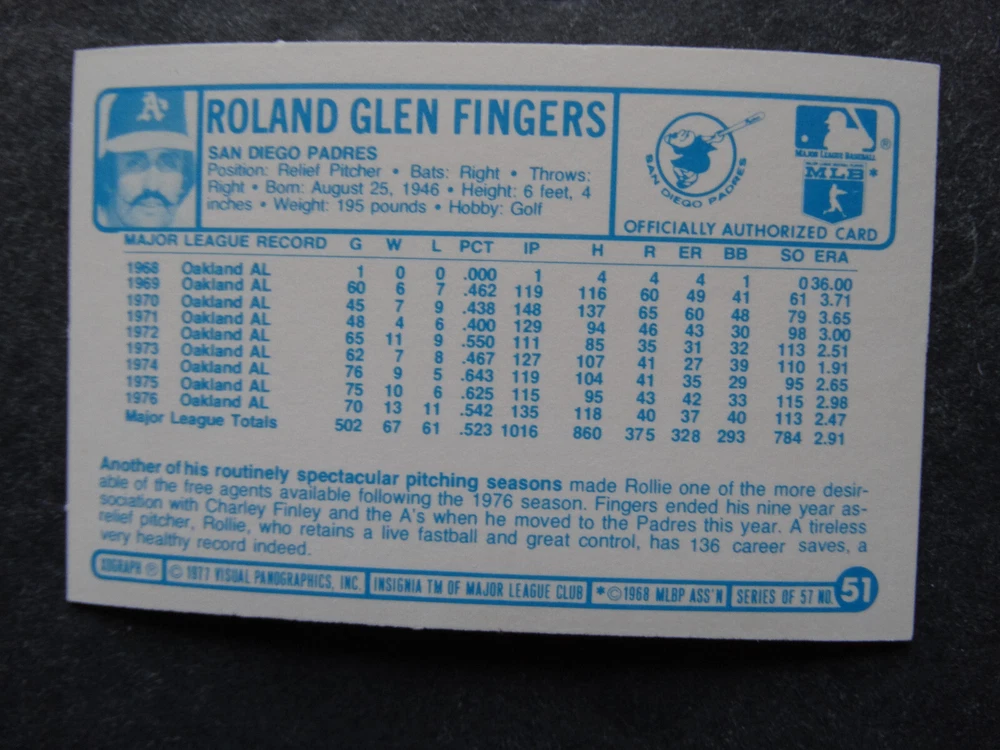 ROLAND GLEN FINGERS
SAN DIEGO PADRES
Position: Relief Pitcher • Bats: Right • Throws:
Right • Born: August 25, 1946 • Height: 6 feet, 4
inches • Weight: 195 pounds • Hobby: Golf
A's
SAN DIEGO PADRES
MAJOR LEAGUE BASEBALL ®
MAJOR LEAGUE BASEBALL PLAYERS
MLB*
OFFICIALLY AUTHORIZED CARD
MAJOR LEAGUE RECORD G W L PCT IP H R ER BB SO ERA
1968 Oakland AL 1 0 0 .000 1 4 4 4 1 0 36.00
1969 Oakland AL 60 6 7 .462 119 116 60 49 41 61 3.71
1970 Oakland AL 45 7 9 .438 148 137 65 60 48 79 3.65
1971 Oakland AL 48 4 6 .400 129 94 46 43 30 98 3.00
1972 Oakland AL 65 11 9 .550 111 85 35 31 32 113 2.51
1973 Oakland AL 62 7 8 .467 127 107 41 27 39 110 1.91
1974 Oakland AL 76 9 5 .643 119 104 41 35 29 95 2.65
1975 Oakland AL 75 10 6 .625 115 95 43 42 33 115 2.98
1976 Oakland AL 70 13 11 .542 135 118 40 37 40 113 2.47
Major League Totals 502 67 61 .523 1016 860 375 328 293 784 2.91
Another of his routinely spectacular pitching seasons made Rollie one of the more desir-
able of the free agents available following the 1976 season. Fingers ended his nine year as-
sociation with Charley Finley and the A's when he moved to the Padres this year. A tireless
relief pitcher, Rollie, who retains a live fastball and great control, has 136 career saves, a
very healthy record indeed.
XOGRAPH ® © 1977 VISUAL PANOGRAPHICS, INC. INSIGNIA TM OF MAJOR LEAGUE CLUB *©1968 MLBP ASS'N SERIES OF 57 NO. 51